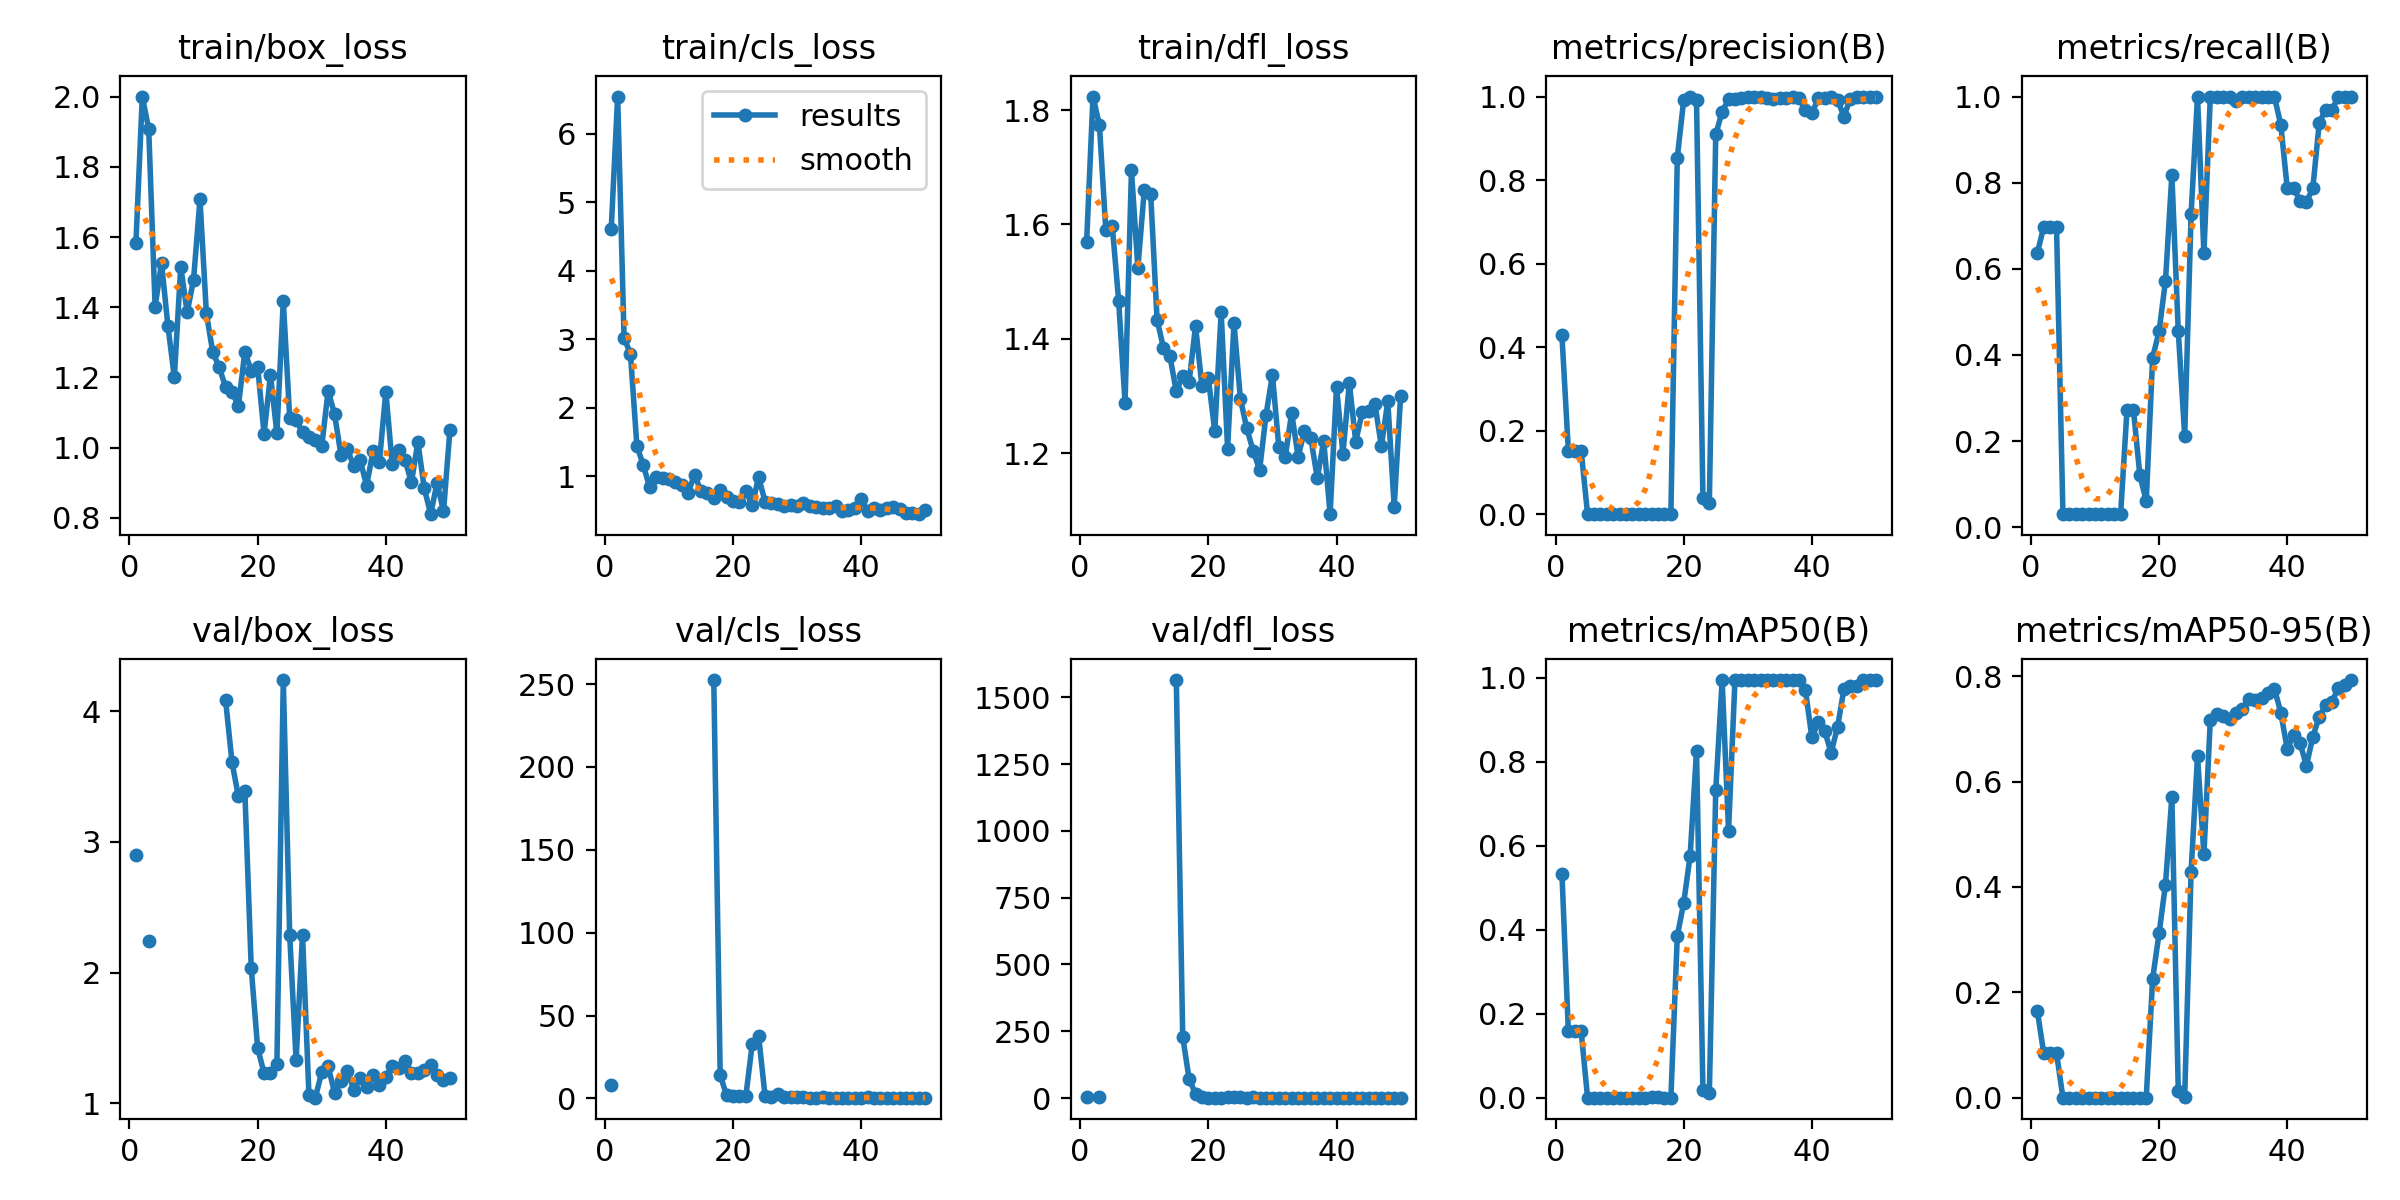 train/box_loss
train/cls_loss
train/dfl_loss
metrics/precision(B)
metrics/recall(B)
2.0
1.8
1.6
1.4
1.2
1.0
0.8
0 20 40
results
smooth
6
5
4
3
2
1
0 20 40
1.8
1.6
1.4
1.2
0 20 40
1.0
0.8
0.6
0.4
0.2
0.0
0 20 40
1.0
0.8
0.6
0.4
0.2
0.0
0 20 40
val/box_loss
val/cls_loss
val/dfl_loss
metrics/mAP50(B)
metrics/mAP50-95(B)
4
3
2
1
0 20 40
250
200
150
100
50
0
0 20 40
1500
1250
1000
750
500
250
0
0 20 40
1.0
0.8
0.6
0.4
0.2
0.0
0 20 40
0.8
0.6
0.4
0.2
0.0
0 20 40